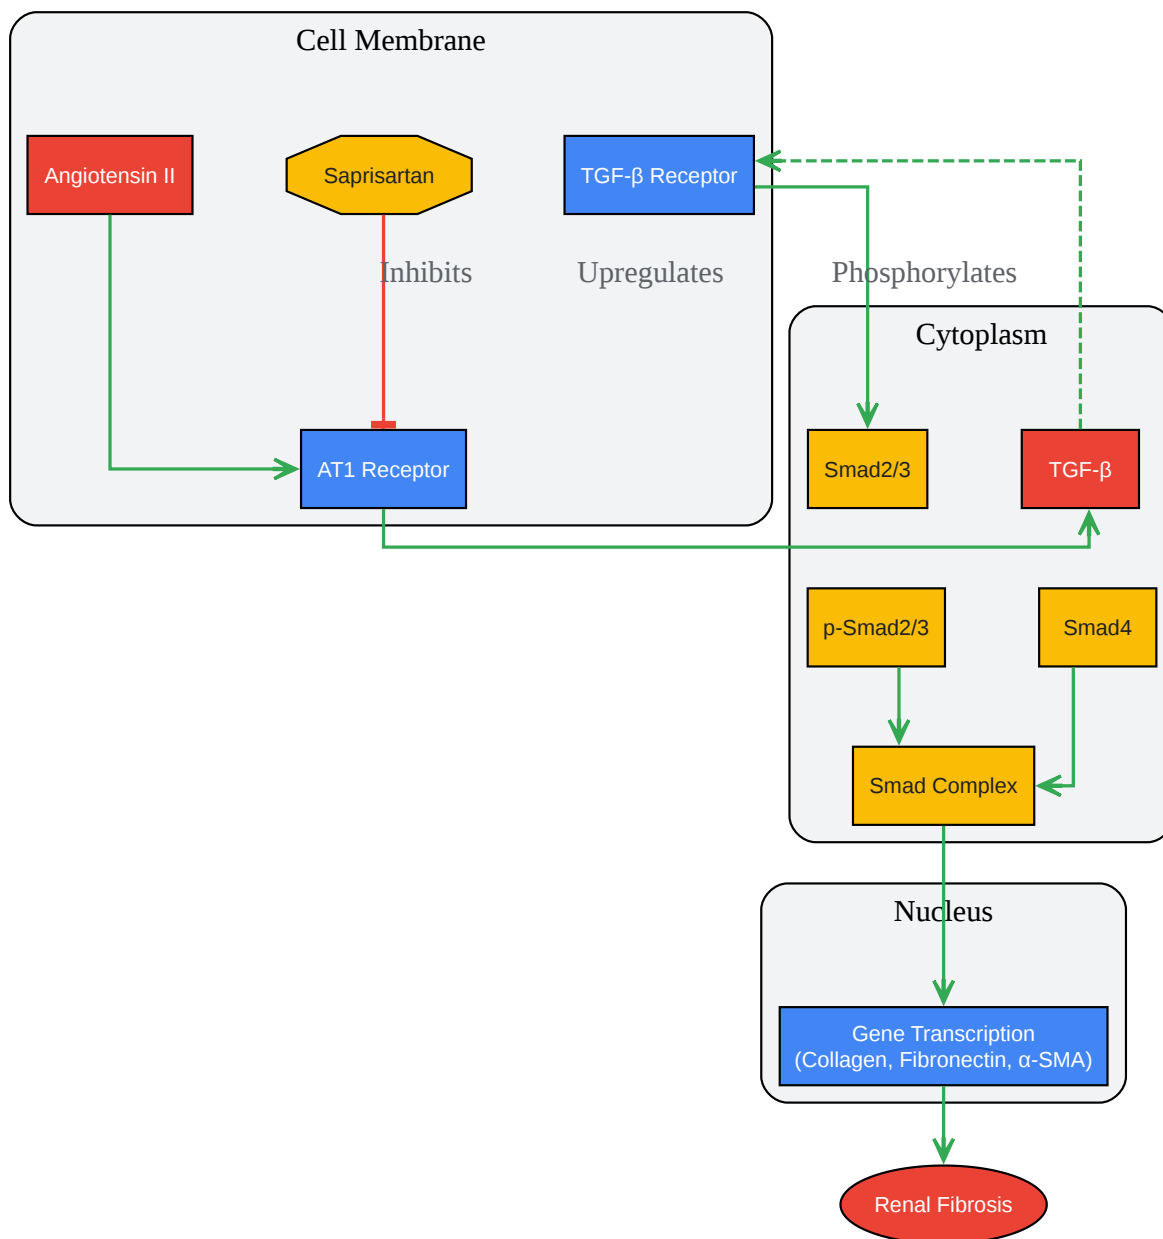 Cell Membrane
Angiotensin II
Saprisartan
TGF-β Receptor
Inhibits
Upregulates
Phosphorylates
Cytoplasm
AT1 Receptor
Smad2/3
TGF-β
p-Smad2/3
Smad4
Smad Complex
Nucleus
Gene Transcription
(Collagen, Fibronectin, α-SMA)
Renal Fibrosis